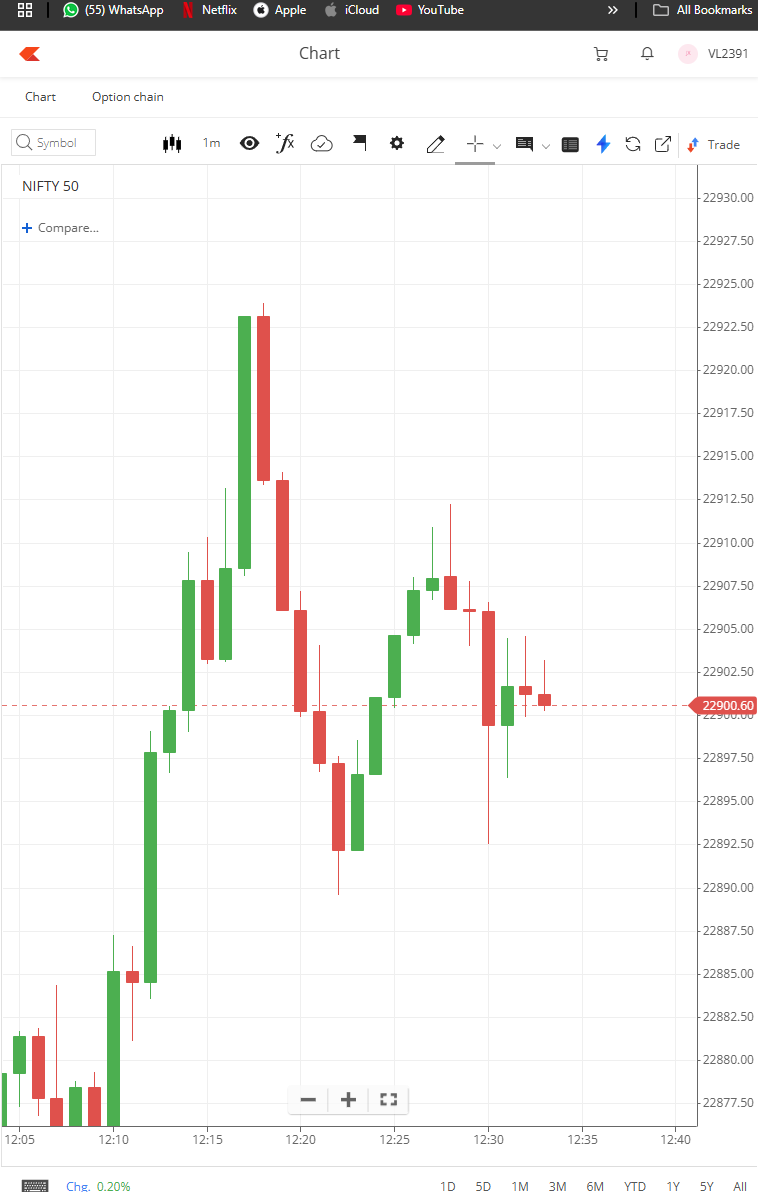 (55) WhatsApp Netflix Apple iCloud YouTube » All Bookmarks
Chart VL2391
Chart Option chain
Symbol 1m Trade
NIFTY 50
+ Compare...
22930.00
22927.50
22925.00
22922.50
22920.00
22917.50
22915.00
22912.50
22910.00
22907.50
22905.00
22902.50
22900.60
22900.00
22897.50
22895.00
22892.50
22890.00
22887.50
22885.00
22882.50
22880.00
22877.50
12:05 12:10 12:15 12:20 12:25 12:30 12:35 12:40
Chg. 0.20% 1D 5D 1M 3M 6M YTD 1Y 5Y All